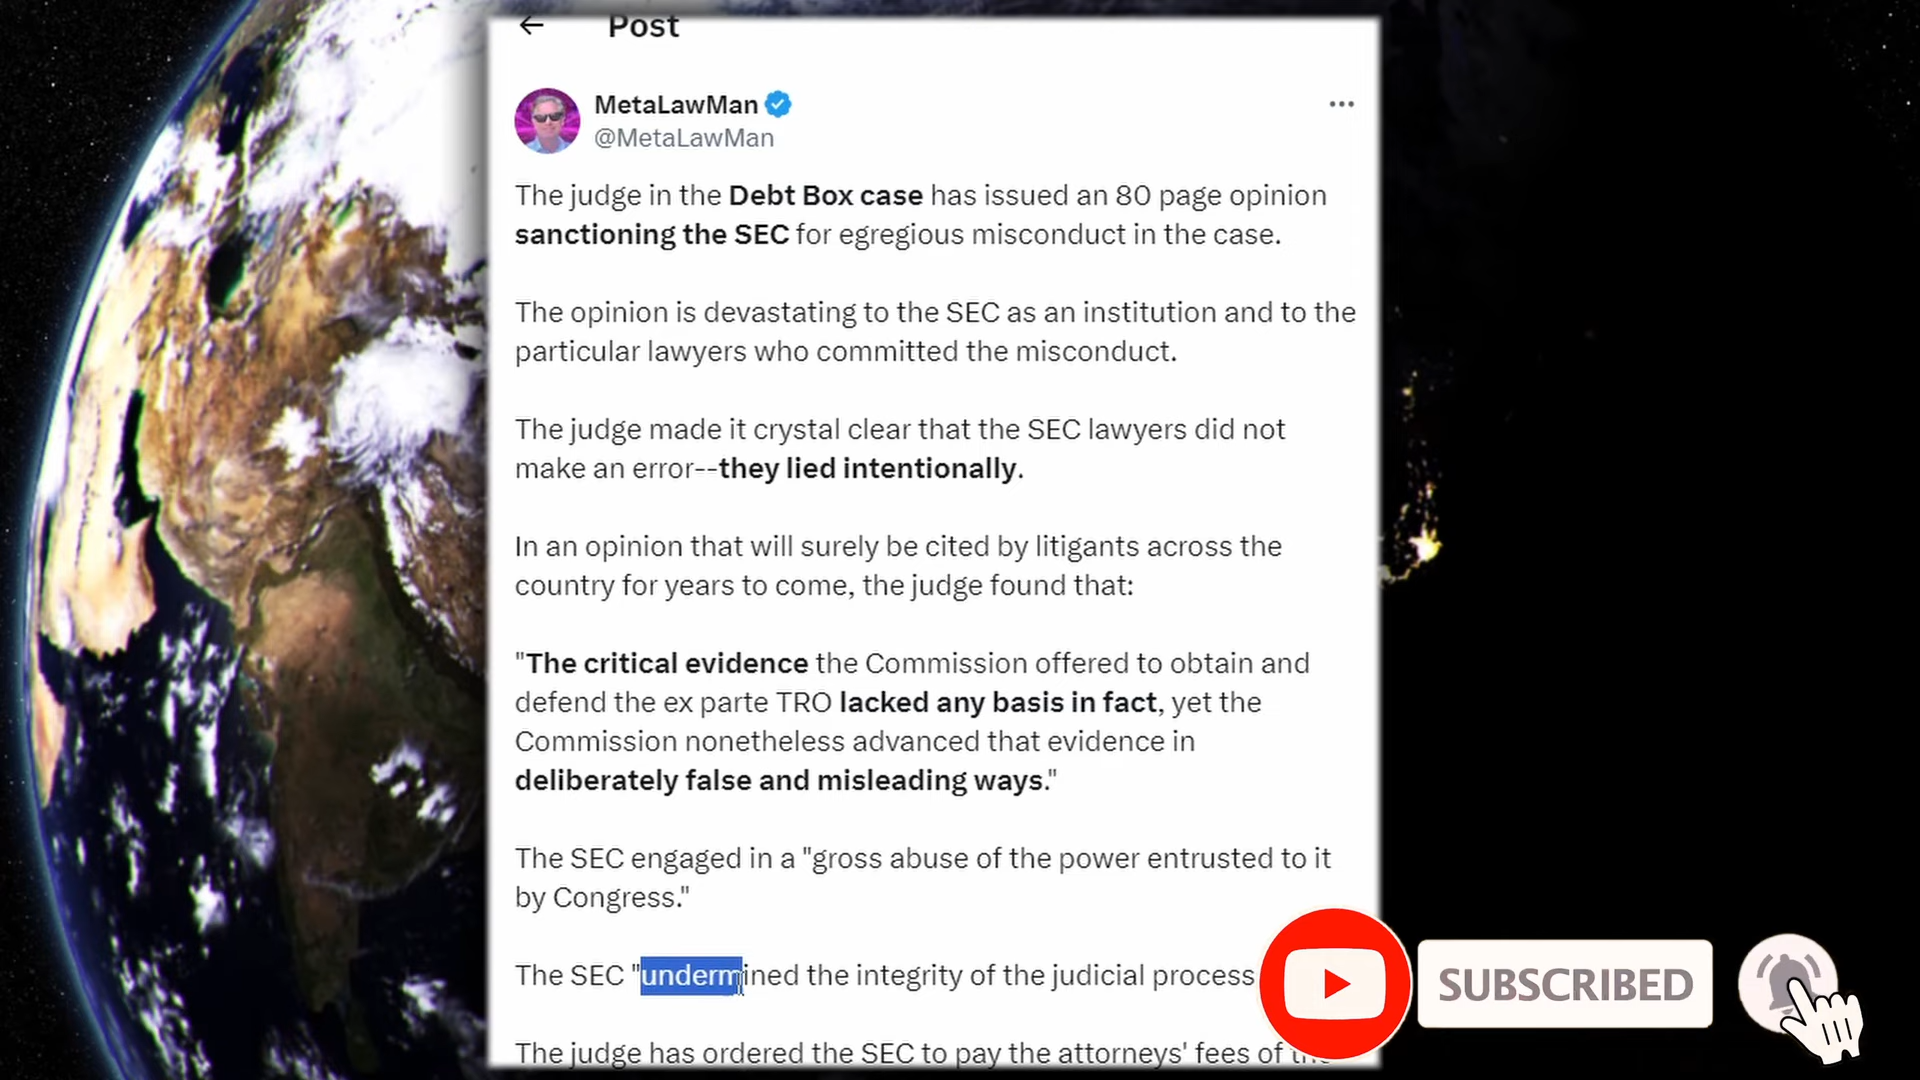 Post
MetaLawMan
@MetaLawMan
The judge in the Debt Box case has issued an 80 page opinion
sanctioning the SEC for egregious misconduct in the case.
The opinion is devastating to the SEC as an institution and to the
particular lawyers who committed the misconduct.
The judge made it crystal clear that the SEC lawyers did not
make an error--they lied intentionally.
In an opinion that will surely be cited by litigants across the
country for years to come, the judge found that:
"The critical evidence the Commission offered to obtain and
defend the ex parte TRO lacked any basis in fact, yet the
Commission nonetheless advanced that evidence in
deliberately false and misleading ways."
The SEC engaged in a "gross abuse of the power entrusted to it
by Congress."
The SEC "undermined the integrity of the judicial process
SUBSCRIBED
The judge has ordered the SEC to pay the attorneys' fees of